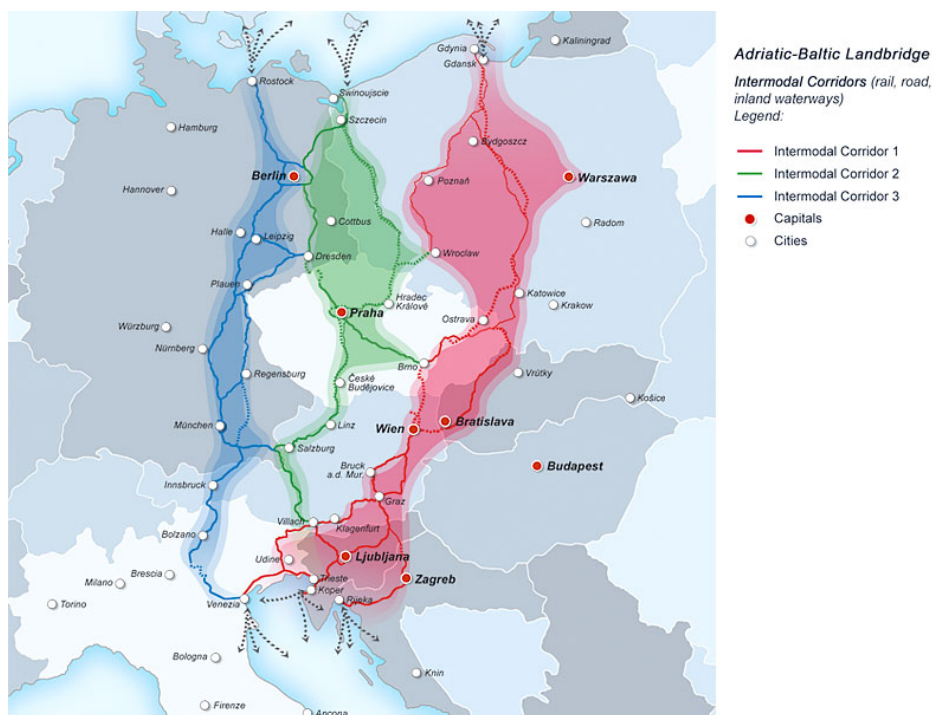 Gdynia
Gdansk
Kaliningrad
Rostock
Swinoujscie
Szczecin
Hamburg
Bydgoszcz
Berlin
Hannover
Poznań
Warszawa
Cottbus
Radom
Halle
Leipzig
Dresden
Wroclaw
Plauen
Hradec
Králové
Katowice
Krakow
Praha
Ostrava
Würzburg
Nürnberg
Brno
Regensburg
České
Budějovice
Vrútky
Košice
München
Linz
Wien
Bratislava
Salzburg
Budapest
Innsbruck
Bruck
a.d. Mur.
Graz
Villach
Klagenfurt
Bolzano
Udine
Ljubljana
Trieste
Koper
Zagreb
Brescia
Milano
Torino
Venezia
Rijeka
Bologna
Knin
Firenze
Ancona
Adriatic-Baltic Landbridge
Intermodal Corridors (rail, road,
inland waterways)
Legend:
Intermodal Corridor 1
Intermodal Corridor 2
Intermodal Corridor 3
Capitals
Cities